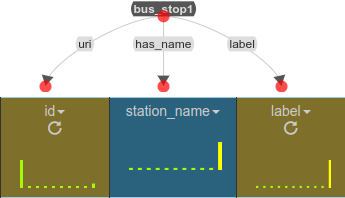 bus_stop1
uri has_name label
id station_name label